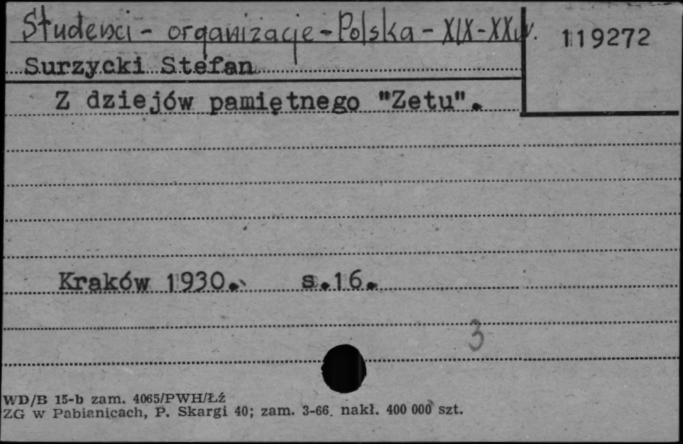 Studenci - organizacje - Polska - XIX-XX w.
119272
Surzycki Stefan
Z dziejów pamiętnego "Zetu".
Kraków 1930. s.16.
3
WD/B 15-b zam. 4065/PWH/Łź
ZG w Pabianicach, P. Skargi 40; zam. 3-66. nakł. 400 000 szt.